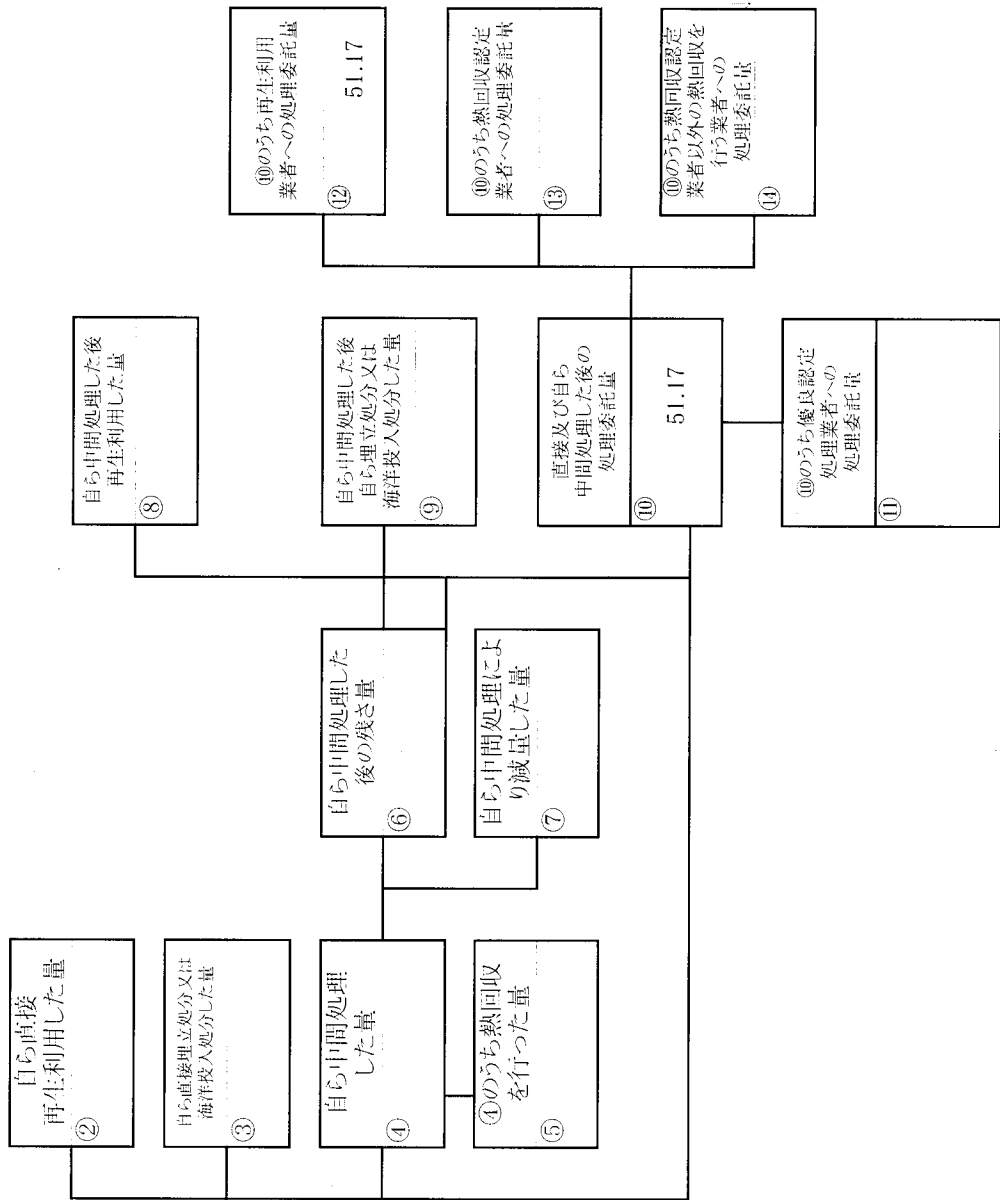 自ら直接
再生利用した量
②
自ら直接埋立処分又は
海洋投入処分した量
③
自ら中間処理
した量
④
④のうち熱回収
を行った量
⑤
自ら中間処理した
後の残さ量
⑥
自ら中間処理によ
り減量した量
⑦
自ら中間処理した後
再生利用した量
⑧
自ら中間処理した後
自ら埋立処分又は
海洋投入処分した量
⑨
直接及び自ら
中間処理した後の
処理委託量
⑩
51.17
⑩のうち優良認定
処理業者への
処理委託量
⑪
⑩のうち再生利用
業者への処理委託量
⑫
51.17
⑩のうち熱回収認定
業者への処理委託量
⑬
⑩のうち熱回収認定
業者以外の熱回収を
行う業者への
処理委託量
⑭